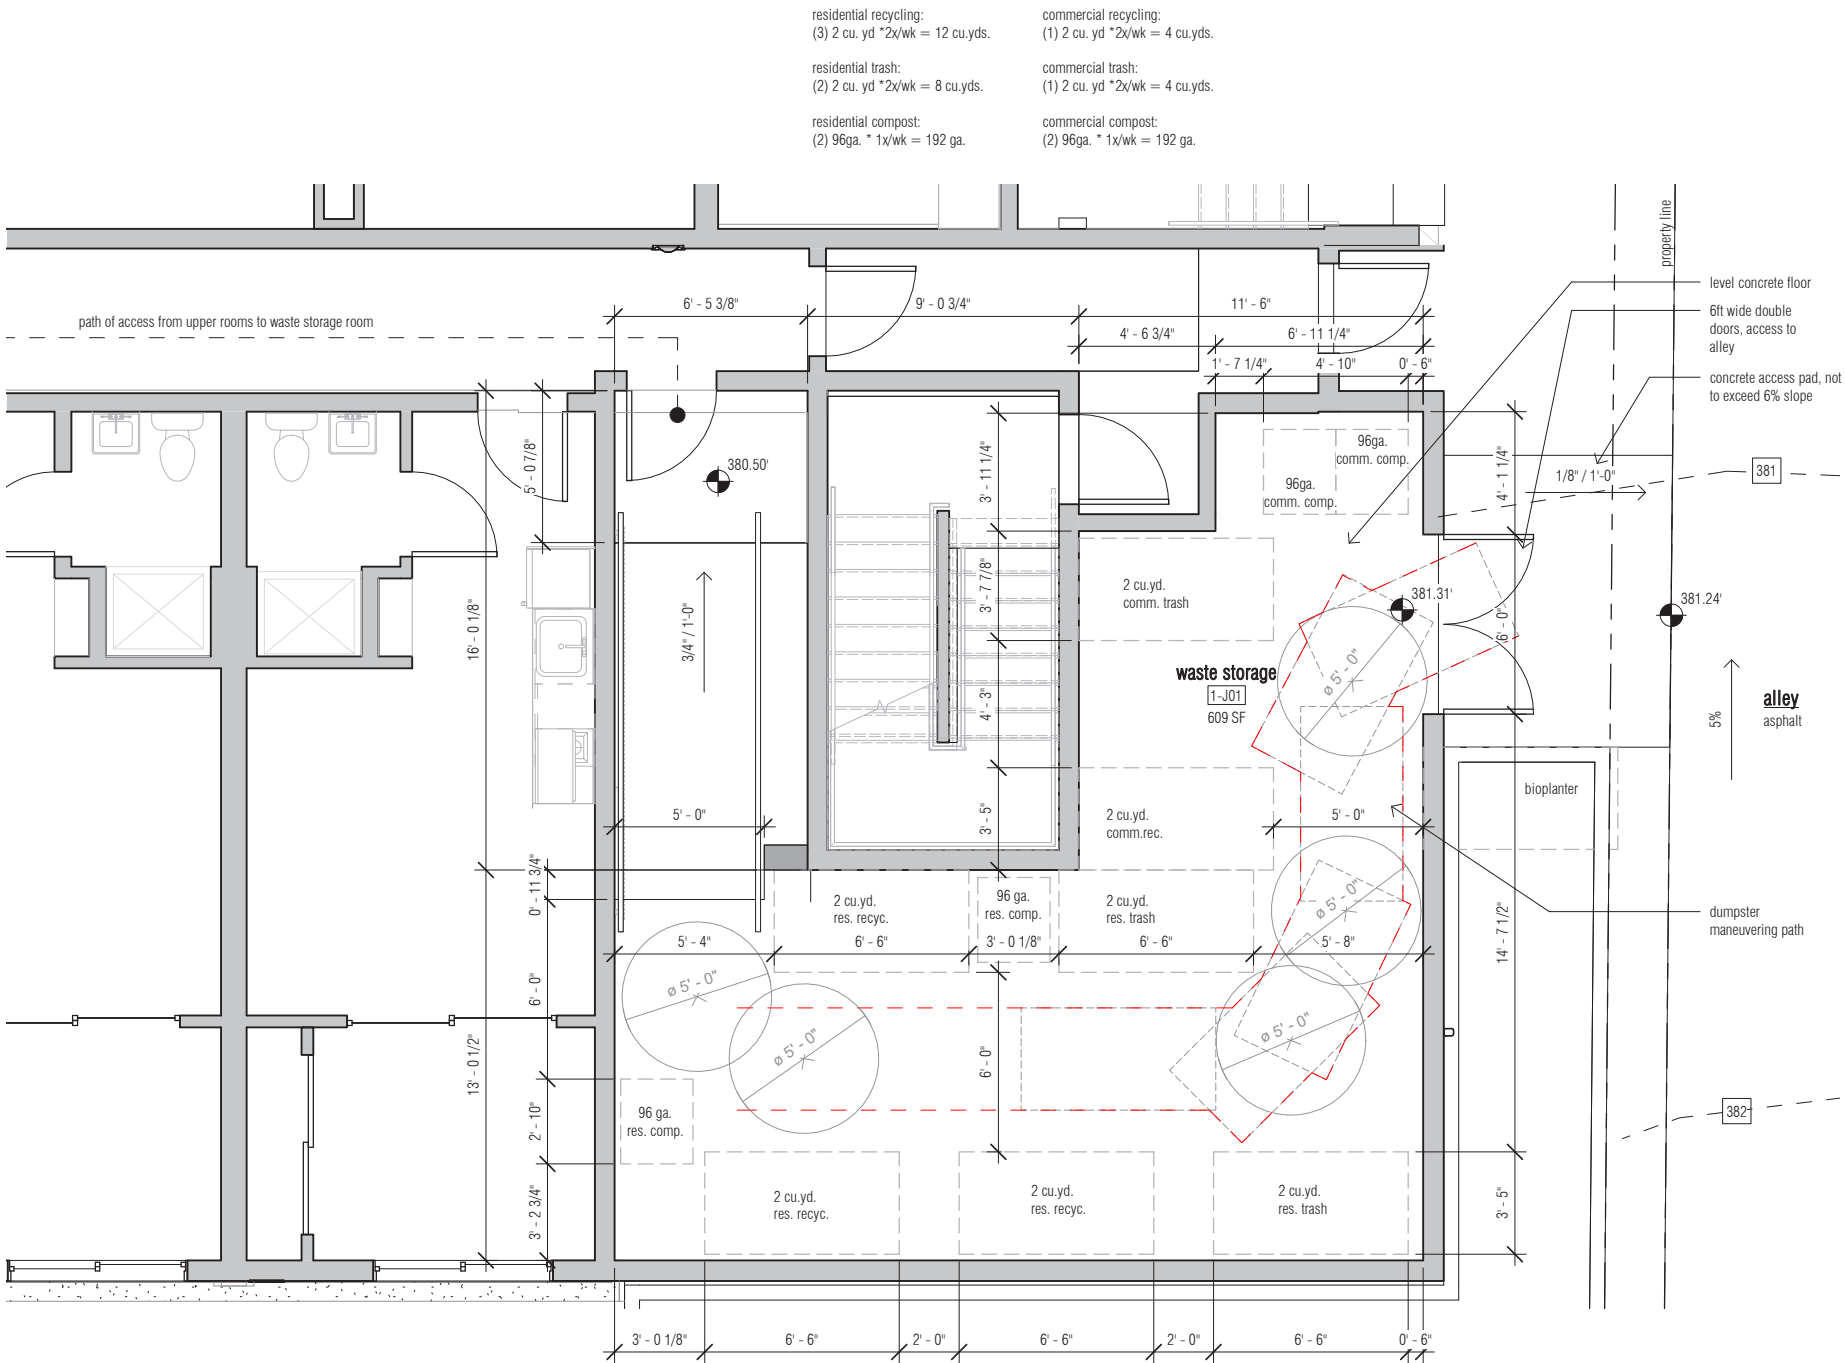 residential recycling:
(3) 2 cu. yd *2x/wk = 12 cu.yds.
residential trash:
(2) 2 cu. yd *2x/wk = 8 cu.yds.
residential compost:
(2) 96ga. * 1x/wk = 192 ga.
commercial recycling:
(1) 2 cu. yd *2x/wk = 4 cu.yds.
commercial trash:
(1) 2 cu. yd *2x/wk = 4 cu.yds.
commercial compost:
(2) 96ga. * 1x/wk = 192 ga.
property line
level concrete floor
6ft wide double
doors, access to
alley
concrete access pad, not
to exceed 6% slope
path of access from upper rooms to waste storage room
6' - 5 3/8"
9' - 0 3/4"
11' - 6"
4' - 6 3/4"
6' - 11 1/4"
1' - 7 1/4"
4' - 10"
0' - 6"
5' - 0 7/8"
380.50'
3' - 11 1/4"
96ga.
comm. comp.
96ga.
comm. comp.
4' - 11 1/4"
1/8" / 1'-0"
381
16' - 0 1/8"
3/4" / 1'-0"
3' - 7 7/8"
2 cu.yd.
comm. trash
381.31'
6' - 0"
381.24'
waste storage
1-J01
609 SF
ø 5' - 0"
4' - 3"
5%
alley
asphalt
bioplanter
5' - 0"
3' - 5"
2 cu.yd.
comm.rec.
5' - 0"
0' - 11 3/4"
2 cu.yd.
res. recyc.
96 ga.
res. comp.
2 cu.yd.
res. trash
ø 5' - 0"
dumpster
maneuvering path
14' - 7 1/2"
5' - 4"
6' - 6"
3' - 0 1/8"
6' - 6"
5' - 8"
6' - 0"
ø 5' - 0"
ø 5' - 0"
ø 5' - 0"
6' - 0"
13' - 0 1/2"
2' - 10"
96 ga.
res. comp.
382
3' - 2 3/4"
2 cu.yd.
res. recyc.
2 cu.yd.
res. recyc.
2 cu.yd.
res. trash
3' - 5"
3' - 0 1/8"
6' - 6"
2' - 0"
6' - 6"
2' - 0"
6' - 6"
0' - 6"